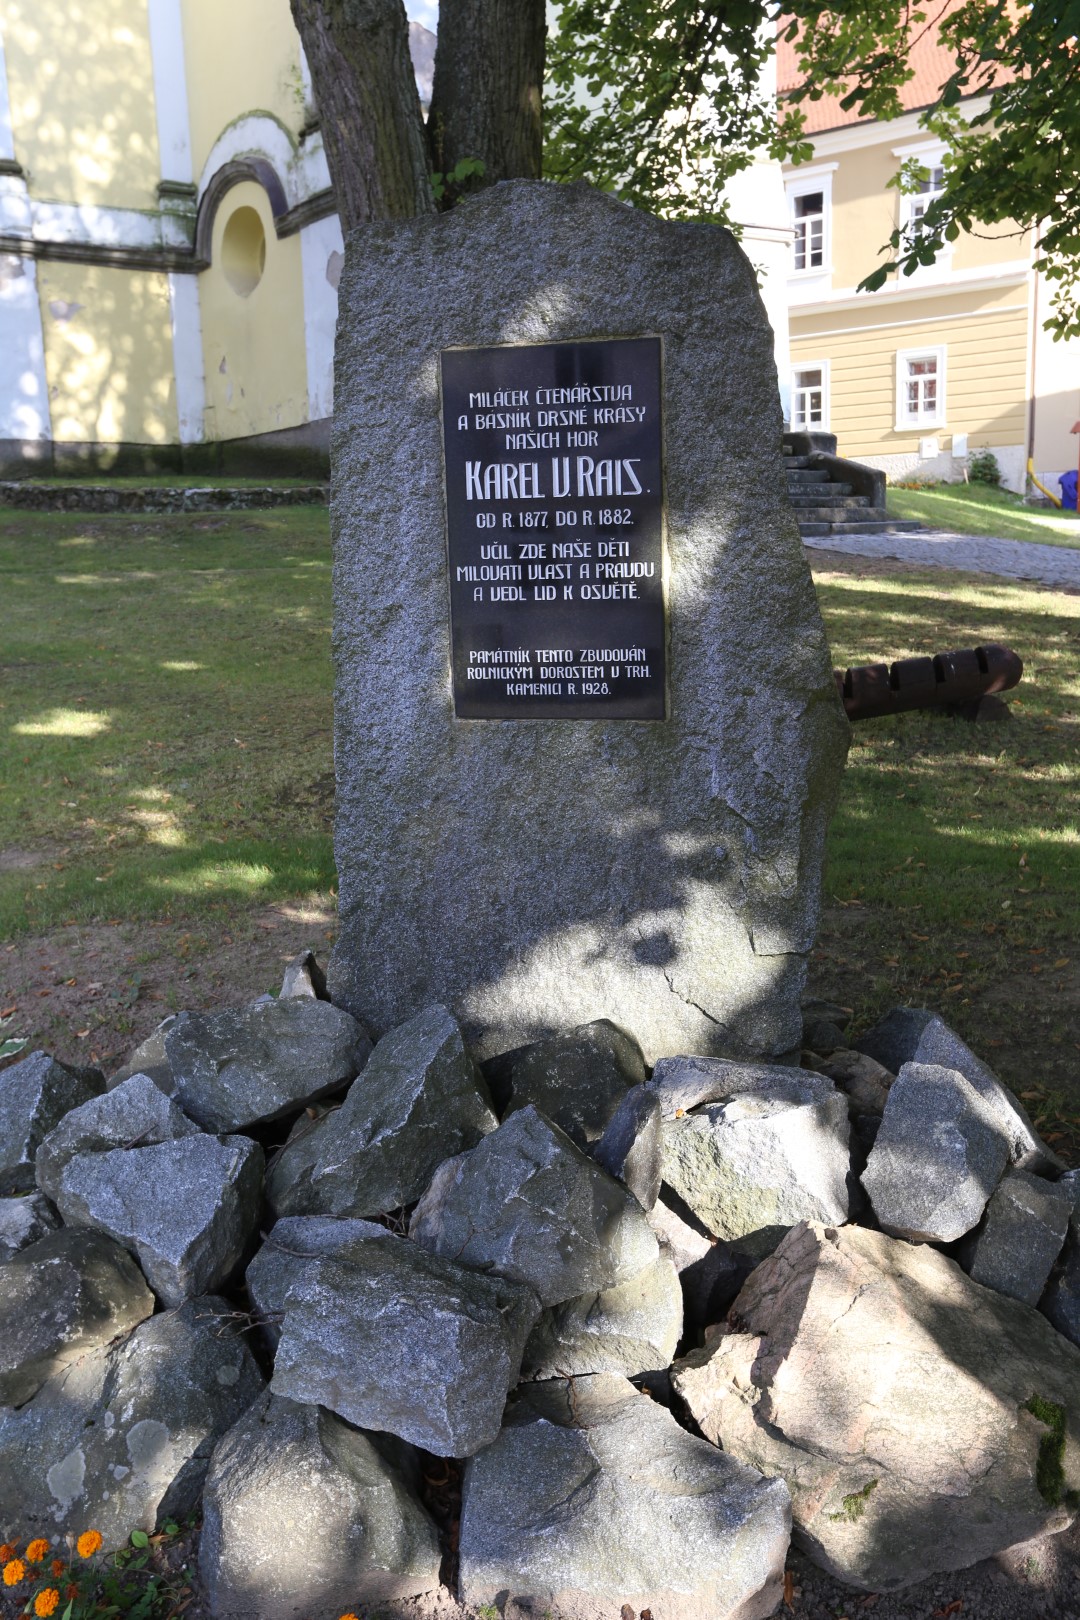 MILÁČEK ČTENÁŘSTVA
A BÁSNÍK DRSNÉ KRÁSY
NAŠICH HOR
KAREL V. RAIS.
OD R. 1877, DO R. 1882.
UČIL ZDE NAŠE DĚTI
MILOVATI VLAST A PRAVDU
A VEDL LID K OSVĚTĚ.
PAMÁTNÍK TENTO ZBUDOVÁN
ROLNICKÝM DOROSTEM V TRH.
KAMENICI R. 1928.